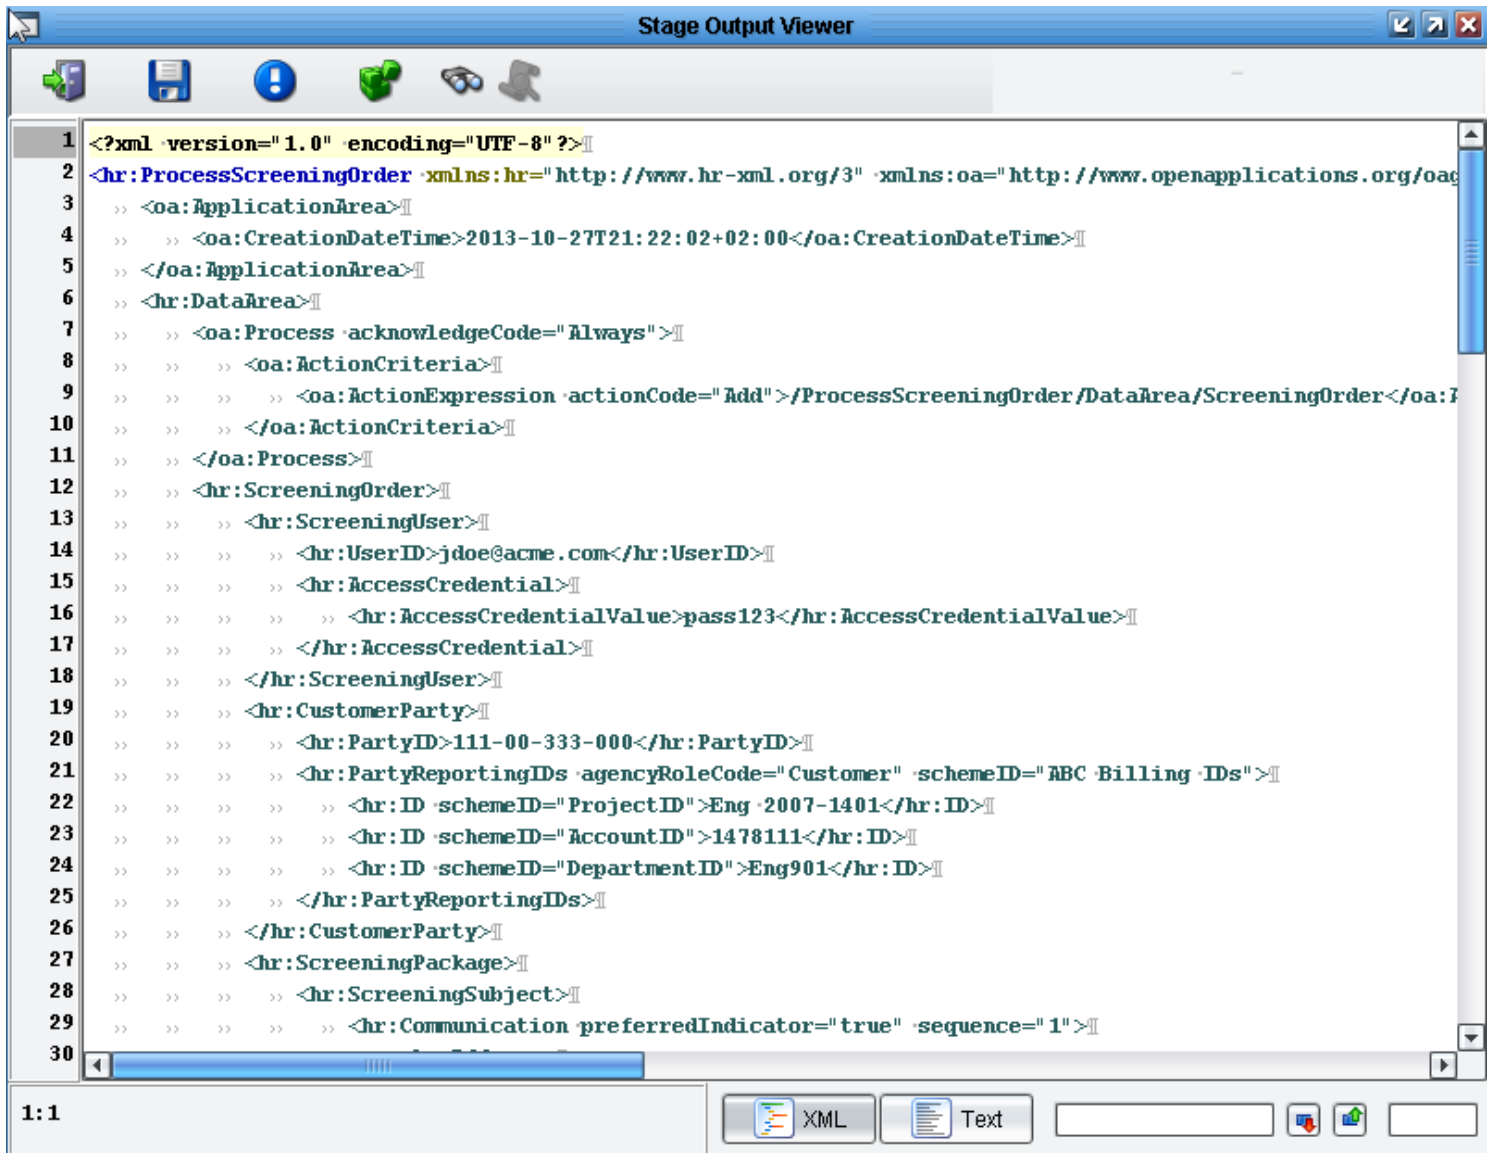 Stage Output Viewer
1 <?xml version="1.0" encoding="UTF-8"?>¶
2 <hr:ProcessScreeningOrder xmlns:hr="http://www.hr-xml.org/3" xmlns:oa="http://www.openapplications.org/oag
3 <oa:ApplicationArea>¶
4 <oa:CreationDateTime>2013-10-27T21:22:02+02:00</oa:CreationDateTime>¶
5 </oa:ApplicationArea>¶
6 <hr:DataArea>¶
7 <oa:Process acknowledgeCode="Always">¶
8 <oa:ActionCriteria>¶
9 <oa:ActionExpression actionCode="Add">/ProcessScreeningOrder/DataArea/ScreeningOrder</oa:A
10 </oa:ActionCriteria>¶
11 </oa:Process>¶
12 <hr:ScreeningOrder>¶
13 <hr:ScreeningUser>¶
14 <hr:UserID>jdoe@acme.com</hr:UserID>¶
15 <hr:AccessCredential>¶
16 <hr:AccessCredentialValue>pass123</hr:AccessCredentialValue>¶
17 </hr:AccessCredential>¶
18 </hr:ScreeningUser>¶
19 <hr:CustomerParty>¶
20 <hr:PartyID>111-00-333-000</hr:PartyID>¶
21 <hr:PartyReportingIDs agencyRoleCode="Customer" schemeID="ABC Billing IDs">¶
22 <hr:ID schemeID="ProjectID">Eng 2007-1401</hr:ID>¶
23 <hr:ID schemeID="AccountID">1478111</hr:ID>¶
24 <hr:ID schemeID="DepartmentID">Eng901</hr:ID>¶
25 </hr:PartyReportingIDs>¶
26 </hr:CustomerParty>¶
27 <hr:ScreeningPackage>¶
28 <hr:ScreeningSubject>¶
29 <hr:Communication preferredIndicator="true" sequence="1">¶
30
1:1
XML
Text